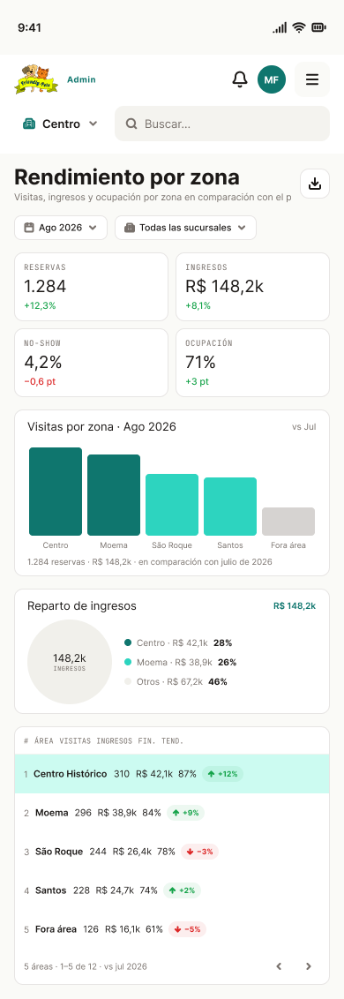 9:41
Friendly-Pets
Admin
MF
Centro
Buscar...
Rendimiento por zona
Visitas, ingresos y ocupación por zona en comparación con el p
Ago 2026
Todas las sucursales
RESERVAS
1.284
+12,3%
INGRESOS
R$ 148,2k
+8,1%
NO-SHOW
4,2%
−0,6 pt
OCUPACIÓN
71%
+3 pt
Visitas por zona · Ago 2026
vs Jul
Centro
Moema
São Roque
Santos
Fora área
1.284 reservas · R$ 148,2k · en comparación con julio de 2026
Reparto de ingresos
R$ 148,2k
148,2k
INGRESOS
Centro · R$ 42,1k 28%
Moema · R$ 38,9k 26%
Otros · R$ 67,2k 46%
# ÁREA VISITAS INGRESOS FIN. TEND.
1 Centro Histórico 310 R$ 42,1k 87% +12%
2 Moema 296 R$ 38,9k 84% +9%
3 São Roque 244 R$ 26,4k 78% −3%
4 Santos 228 R$ 24,7k 74% +2%
5 Fora área 126 R$ 16,1k 61% −5%
5 áreas · 1–5 de 12 · vs jul 2026